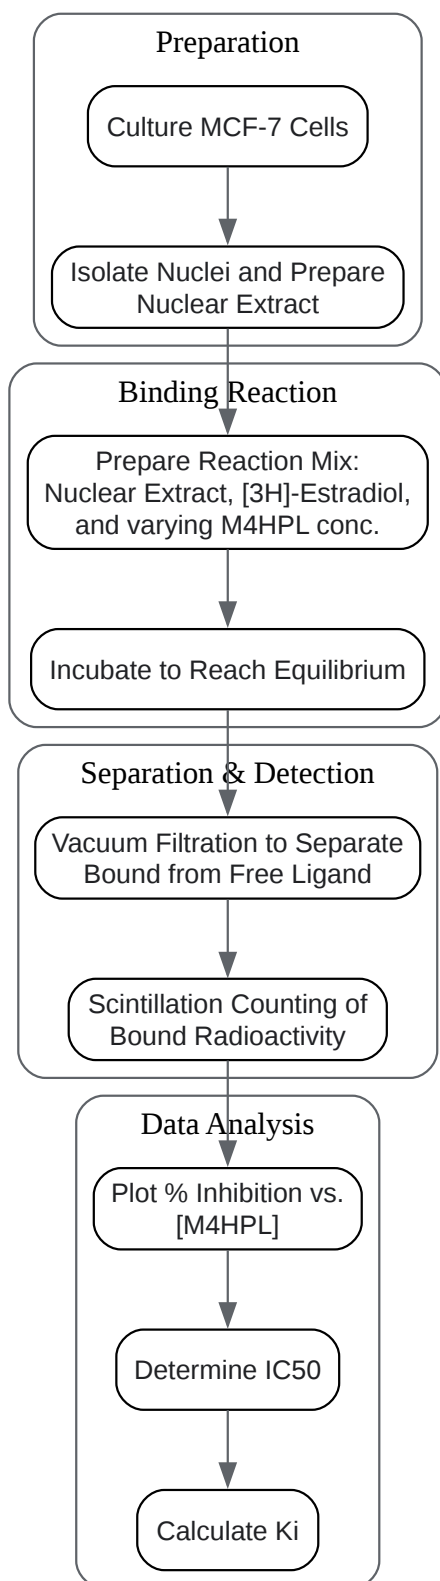 Preparation
Culture MCF-7 Cells
Isolate Nuclei and Prepare
Nuclear Extract
Binding Reaction
Prepare Reaction Mix:
Nuclear Extract, [3H]-Estradiol,
and varying M4HPL conc.
Incubate to Reach Equilibrium
Separation & Detection
Vacuum Filtration to Separate
Bound from Free Ligand
Scintillation Counting of
Bound Radioactivity
Data Analysis
Plot % Inhibition vs.
[M4HPL]
Determine IC50
Calculate Ki